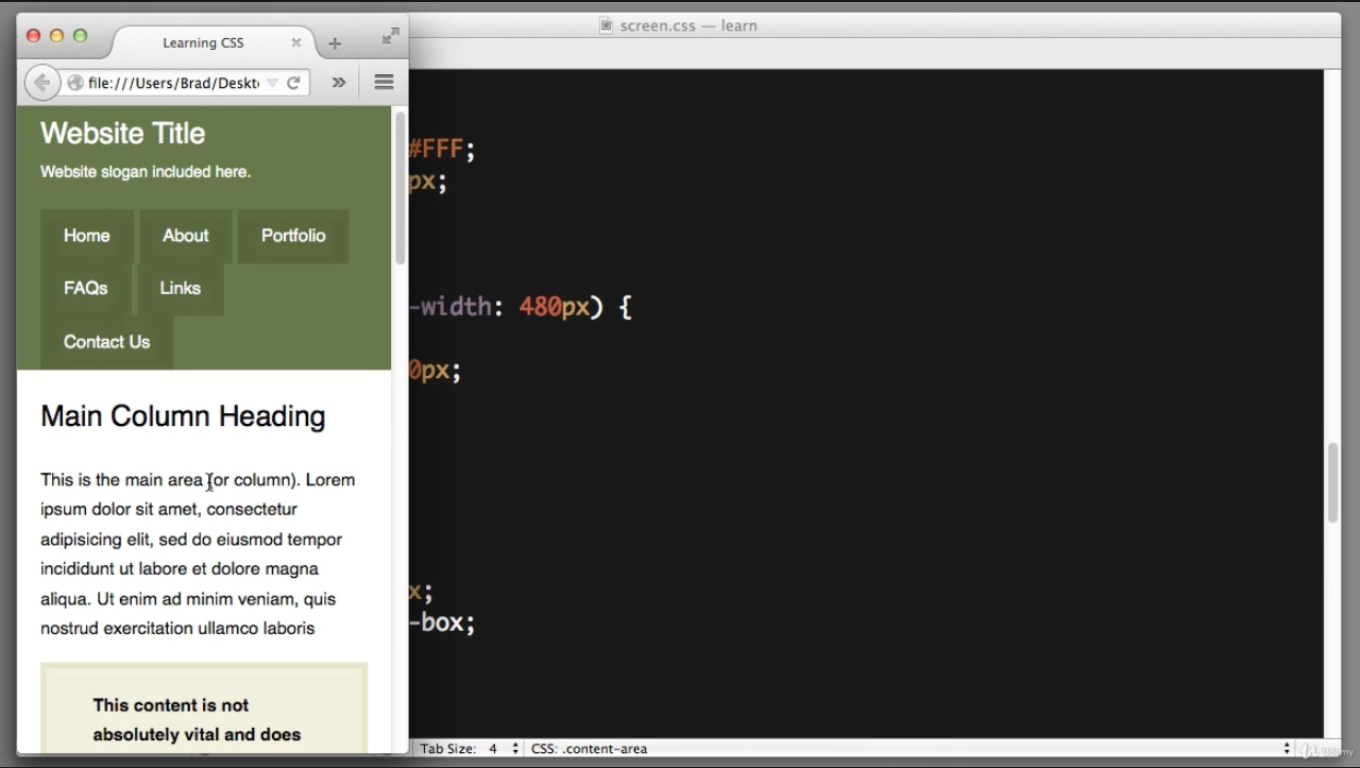 Learning CSS
screen.css — learn
file:///Users/Brad/Deskt
Website Title
Website slogan included here.
Home About Portfolio
FAQs Links
Contact Us
Main Column Heading
This is the main area (or column). Lorem
ipsum dolor sit amet, consectetur
adipisicing elit, sed do eiusmod tempor
incididunt ut labore et dolore magna
aliqua. Ut enim ad minim veniam, quis
nostrud exercitation ullamco laboris
This content is not
absolutely vital and does
#FFF;
px;
-width: 480px) {
0px;
x;
-box;
Tab Size: 4 CSS: .content-area
Udemy